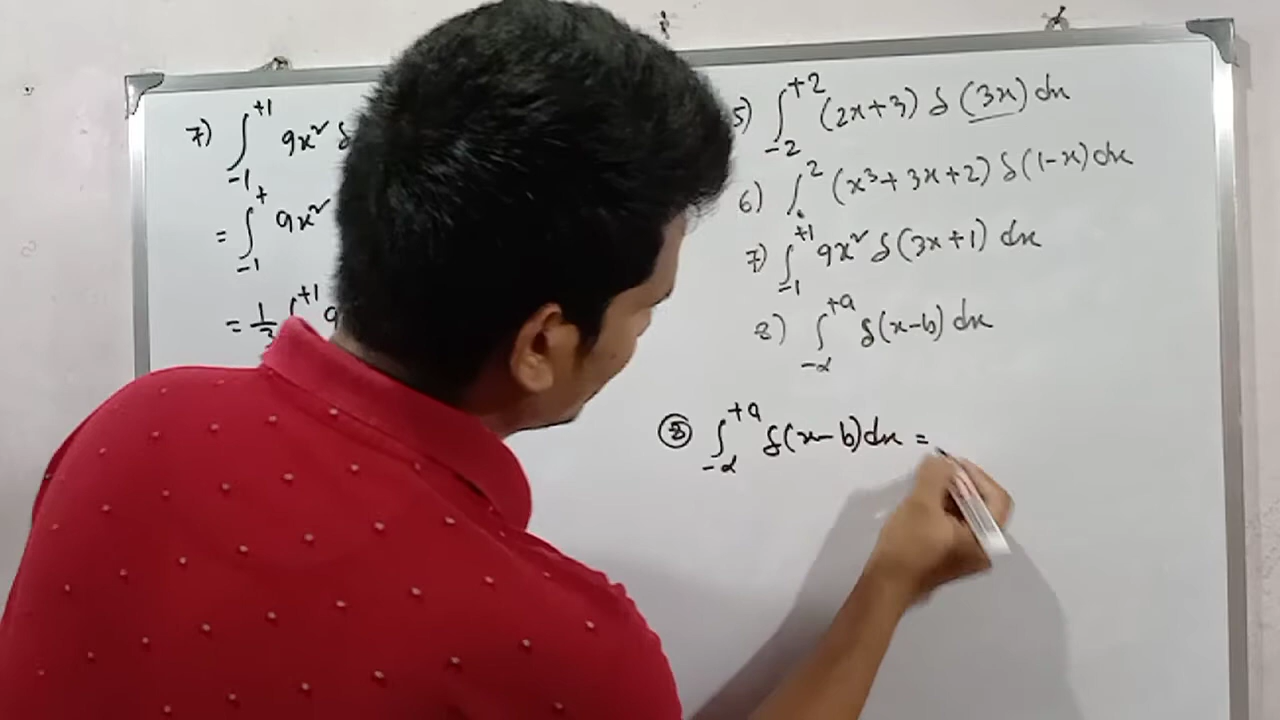 7) ∫₋₁⁺¹ 9x² δ
= ∫₋₁⁺ 9x²
= 1/3 ∫⁺¹ 9
5) ∫₋₂⁺² (2x+3) δ (3x) dx
6) ∫₀² (x³+3x+2) δ(1-x) dx
7) ∫₋₁⁺¹ 9x² δ(3x+1) dx
8) ∫₋α⁺ᵃ δ(x-b) dx
⑧ ∫₋α⁺ᵃ δ(x-b) dx =